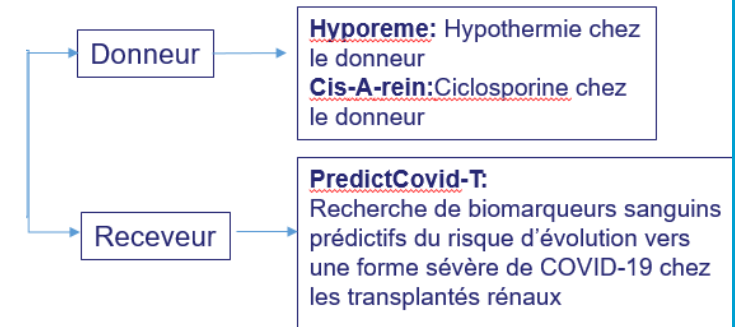 Donneur
Hyporeme: Hypothermie chez
le donneur
Cis-A-rein:Ciclosporine chez
le donneur
Receveur
PredictCovid-T:
Recherche de biomarqueurs sanguins
prédictifs du risque d’évolution vers
une forme sévère de COVID-19 chez
les transplantés rénaux